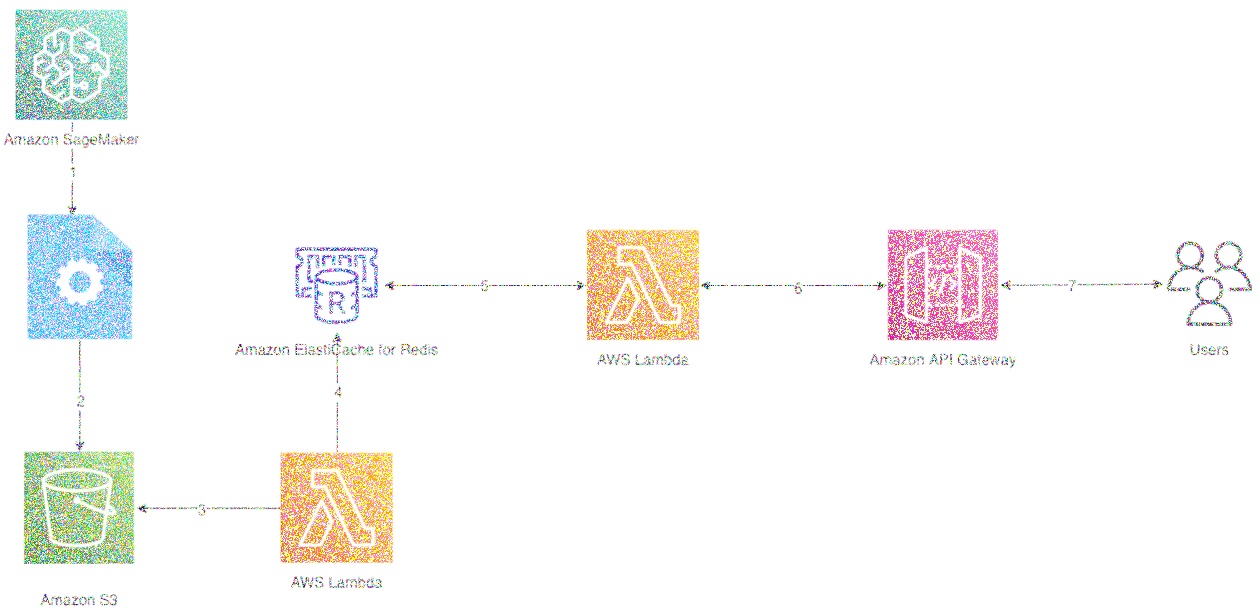 Amazon SageMaker
1
R
</>
5
6
7
Amazon ElastiCache for Redis
AWS Lambda
Amazon API Gateway
Users
2
4
3
AWS Lambda
Amazon S3